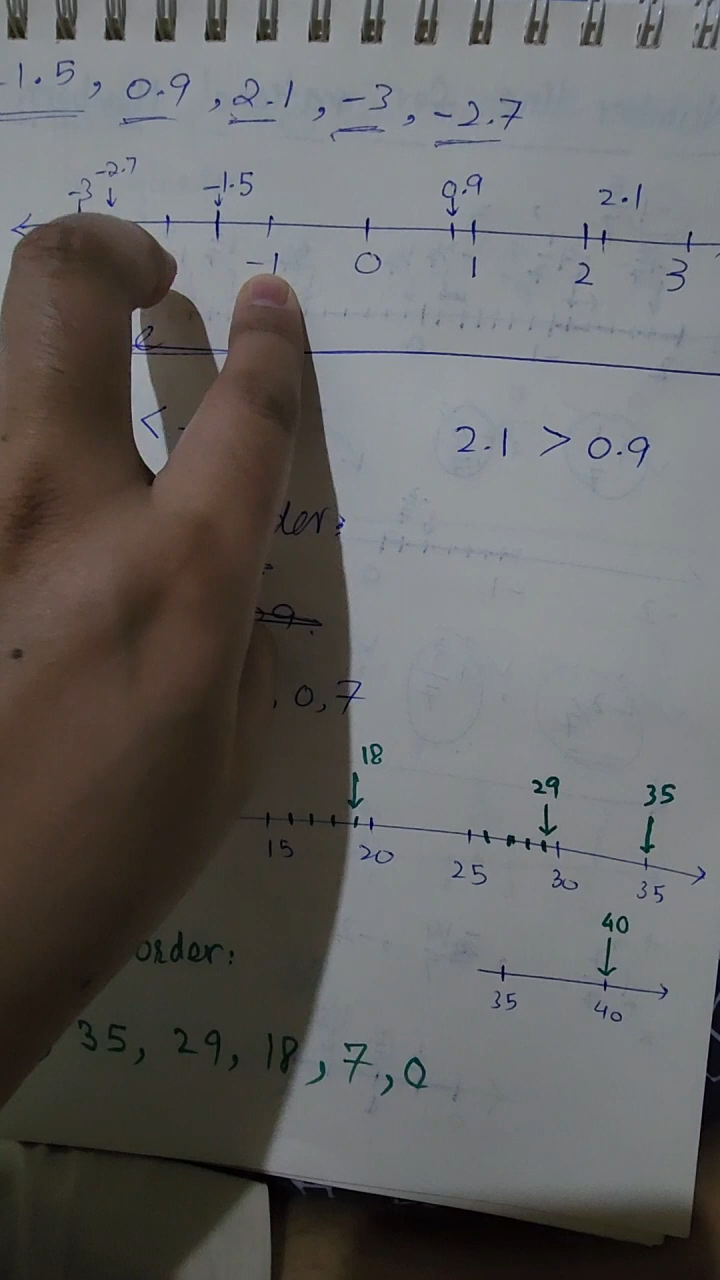 -1.5, 0.9, 2.1, -3, -2.7
-3 -2.7 -1.5 0.9 2.1
-1 0 1 2 3
<
2.1 > 0.9
, 0, 7
18 29 35
15 20 25 30 35
40
order:
35 40
35, 29, 18, 7, 0